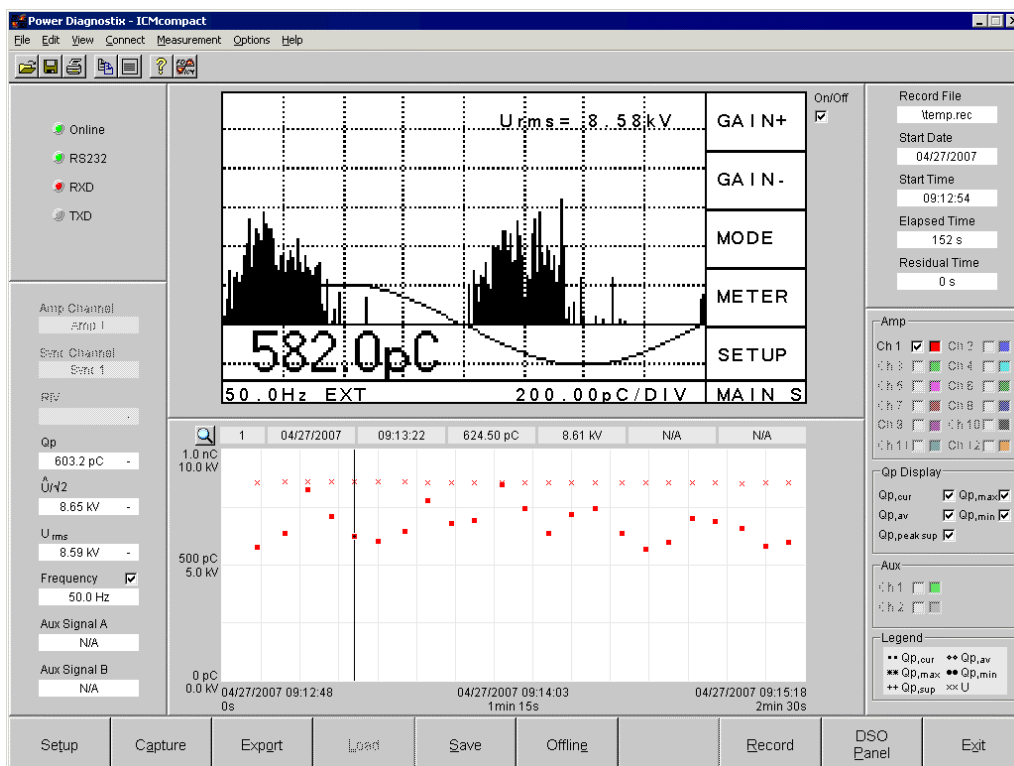 Power Diagnostix - ICMcompact
File Edit View Connect Measurement Options Help
Online
RS232
RXD
TXD
Amp Channel
Amp 1
Sync Channel
Sync 1
RIV
-
Qp
603.2 pC -
Û/√2
8.65 kV -
U rms
8.59 kV -
Frequency
50.0 Hz
Aux Signal A
N/A
Aux Signal B
N/A
Urms= 8.58kV
582.0pC
50.0Hz EXT 200.00pC/DIV
GAIN+
GAIN-
MODE
METER
SETUP
MAIN S
On/Off
1 04/27/2007 09:13:22 624.50 pC 8.61 kV N/A N/A
1.0 nC
10.0 kV
500 pC
5.0 kV
0 pC
0.0 kV
04/27/2007 09:12:48 04/27/2007 09:14:03 04/27/2007 09:15:18
0s 1min 15s 2min 30s
Record File
\temp.rec
Start Date
04/27/2007
Start Time
09:12:54
Elapsed Time
152 s
Residual Time
0 s
Amp
Ch 1 Ch 2
Ch 3 Ch 4
Ch 5 Ch 6
Ch 7 Ch 8
Ch 9 Ch 10
Ch 11 Ch 12
Qp Display
Qp,cur Qp,max
Qp,av Qp,min
Qp,peak sup
Aux
Ch 1
Ch 2
Legend
▪▪ Qp,cur ⋄⋄ Qp,av
** Qp,max ●● Qp,min
++ Qp,sup ×× U
Setup Capture Export Load Save Offline Record DSO Panel Exit